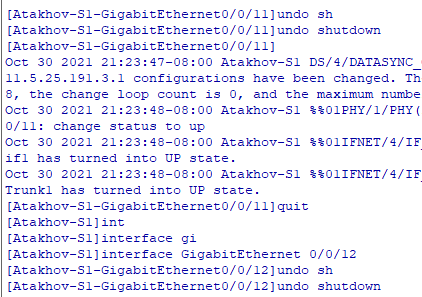 [Atakhov-S1-GigabitEthernet0/0/11]undo sh
[Atakhov-S1-GigabitEthernet0/0/11]undo shutdown
[Atakhov-S1-GigabitEthernet0/0/11]
Oct 30 2021 21:23:47-08:00 Atakhov-S1 DS/4/DATASYNC_
11.5.25.191.3.1 configurations have been changed. Th
8, the change loop count is 0, and the maximum numbe
Oct 30 2021 21:23:48-08:00 Atakhov-S1 %%01PHY/1/PHY(
0/11: change status to up
Oct 30 2021 21:23:48-08:00 Atakhov-S1 %%01IFNET/4/IF_
if1 has turned into UP state.
Oct 30 2021 21:23:48-08:00 Atakhov-S1 %%01IFNET/4/IF_
Trunk1 has turned into UP state.
[Atakhov-S1-GigabitEthernet0/0/11]quit
[Atakhov-S1]int
[Atakhov-S1]interface gi
[Atakhov-S1]interface GigabitEthernet 0/0/12
[Atakhov-S1-GigabitEthernet0/0/12]undo sh
[Atakhov-S1-GigabitEthernet0/0/12]undo shutdown